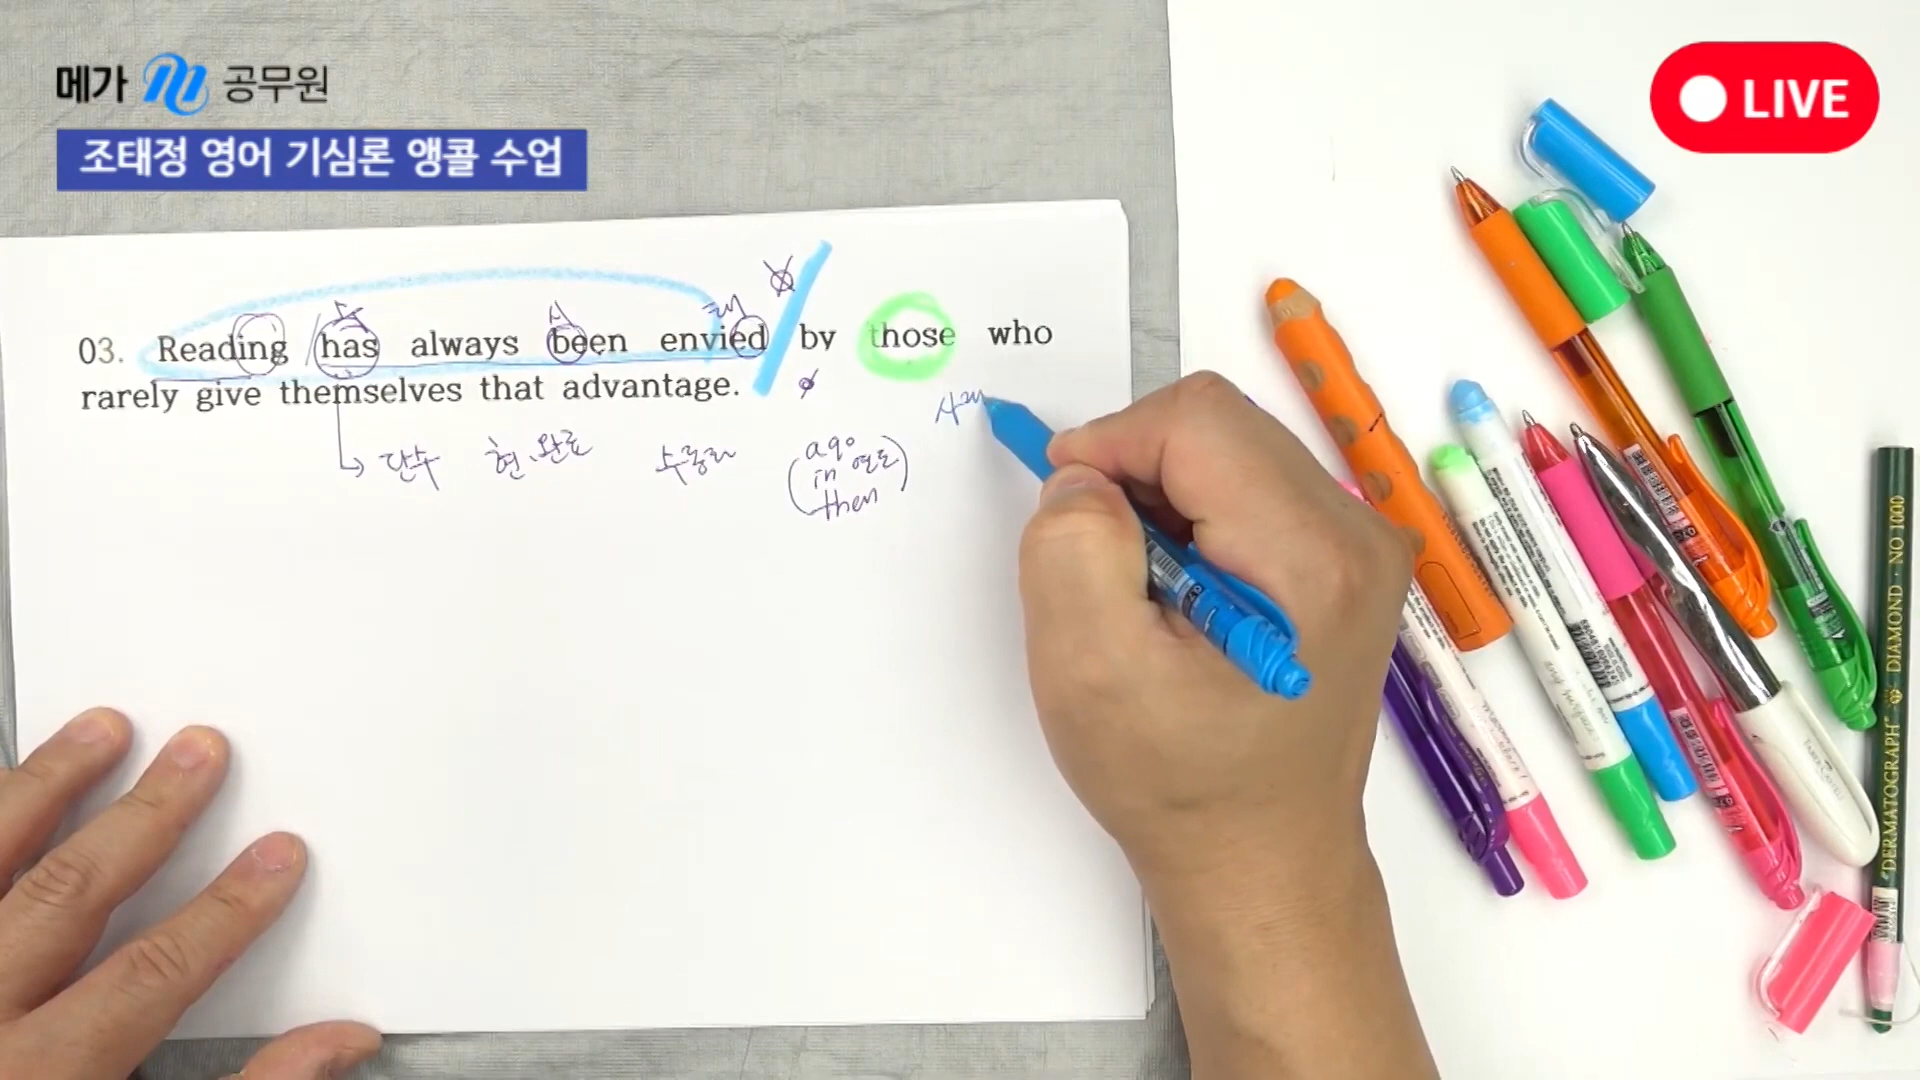 메가 공무원
조태정 영어 기심론 앵콜 수업
LIVE
03. Reading has always been envied by those who
rarely give themselves that advantage.
단수 현.완료 수동태
ago
in 연도
then
"DERMATOGRAPH" DIAMOND · NO 1000